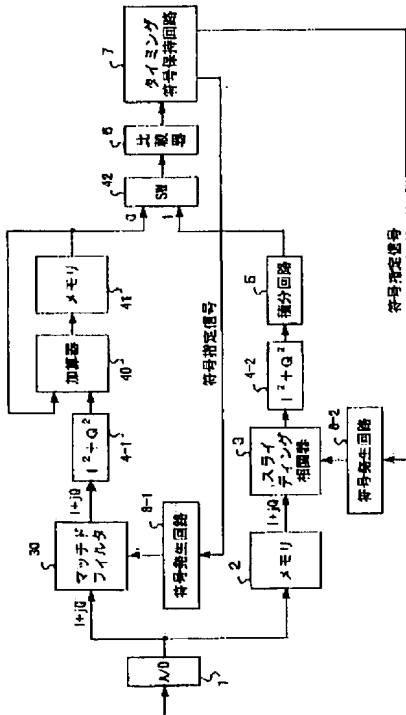 A/D
1
I+jQ
マッチド
フィルタ
30
I+jQ
I²+Q²
4-1
加算器
40
メモリ
41
0
1
SW
42
比較
器
6
タイミング
符号保持回路
7
符号発生回路
8-1
符号指定信号
メモリ
2
I+jQ
スライ
ディング
相関器
3
I²+Q²
4-2
積分回路
5
符号発生回路
8-2
符号指定信号